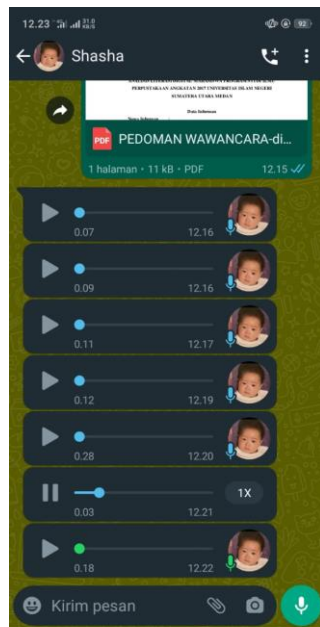 12.23 31.0 KB/S 92
Shasha
PERPUSTAKAAN ANGKATAN 2017 UNIVERSITAS ISLAM NEGERI
SUMATERA UTARA MEDAN
Data Informan
PDF PEDOMAN WAWANCARA-di...
1 halaman • 11 kB • PDF 12.15
0.07 12.16
0.09 12.16
0.11 12.17
0.12 12.19
0.28 12.20
1X
0.03 12.21
0.18 12.22
Kirim pesan